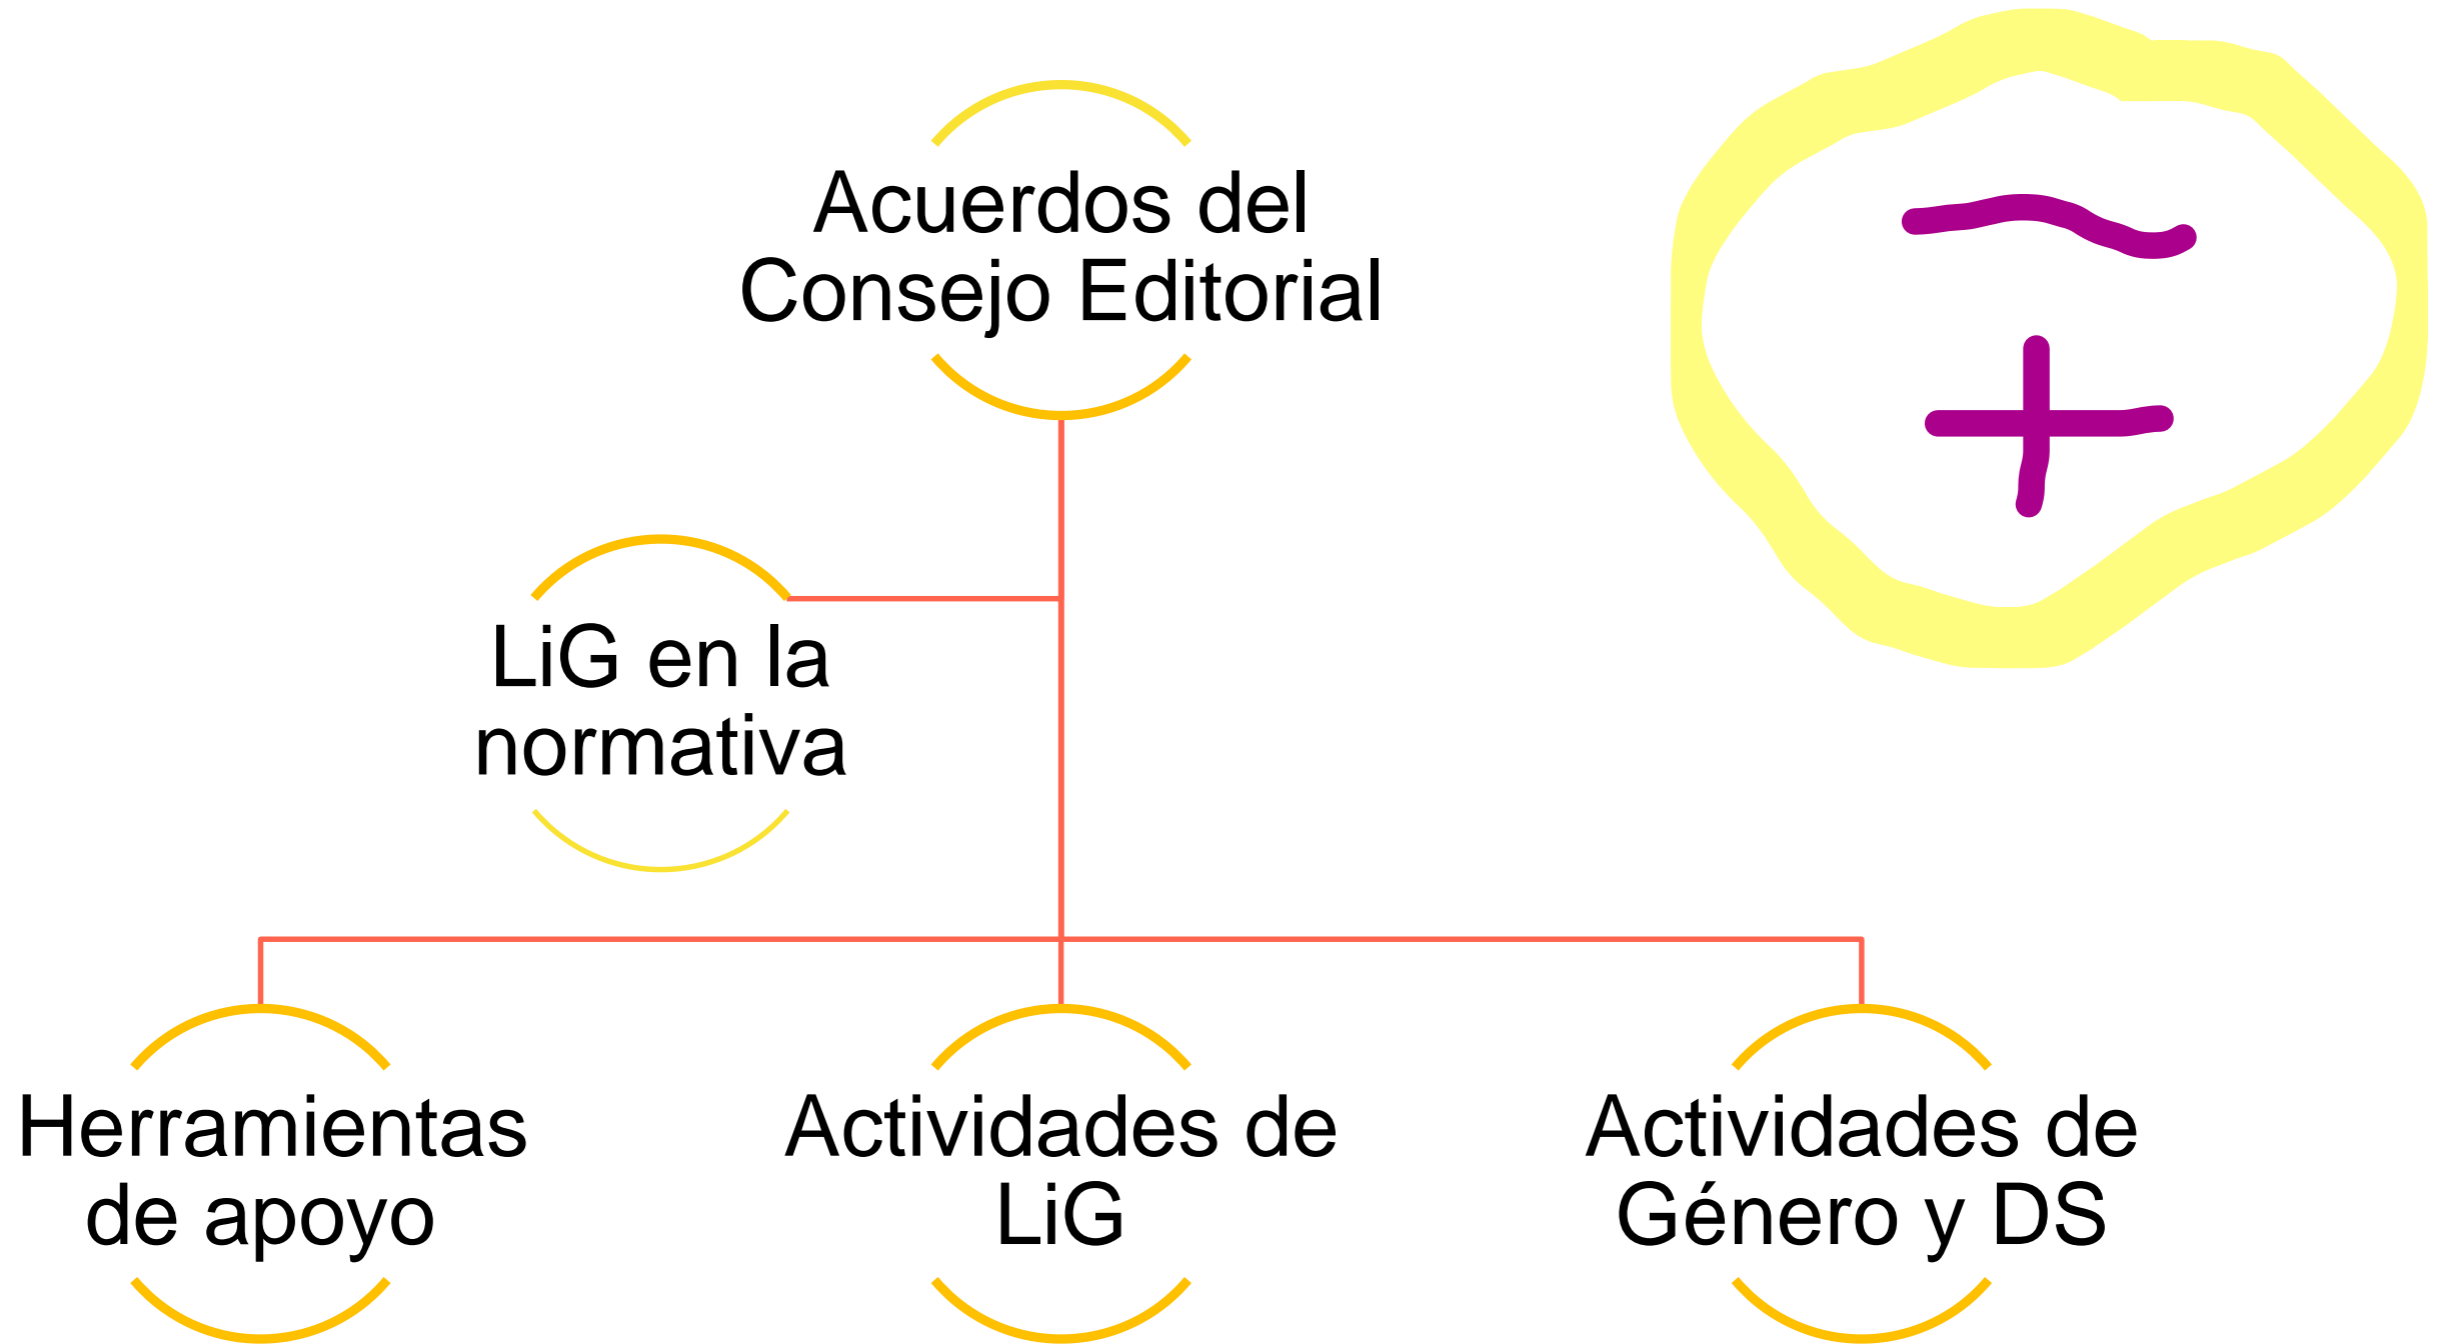 Acuerdos del
Consejo Editorial
~
+
LiG en la
normativa
Herramientas
de apoyo
Actividades de
LiG
Actividades de
Género y DS